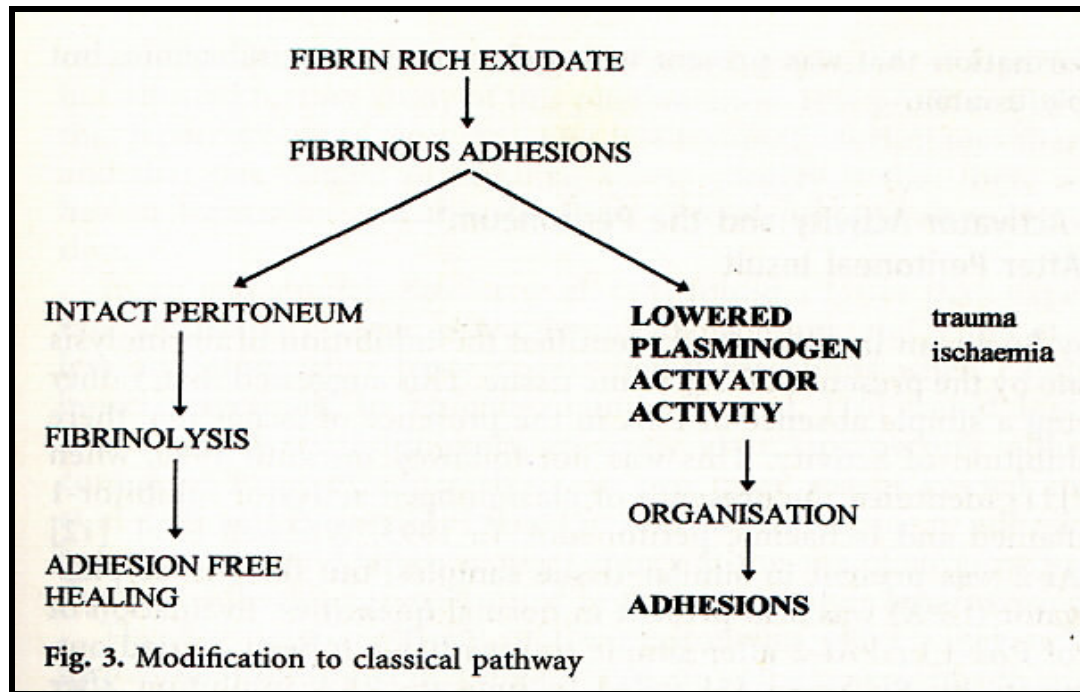 FIBRIN RICH EXUDATE
FIBRINOUS ADHESIONS
INTACT PERITONEUM
FIBRINOLYSIS
ADHESION FREE
HEALING
LOWERED
PLASMINOGEN
ACTIVATOR
ACTIVITY
trauma
ischaemia
ORGANISATION
ADHESIONS
Fig. 3. Modification to classical pathway